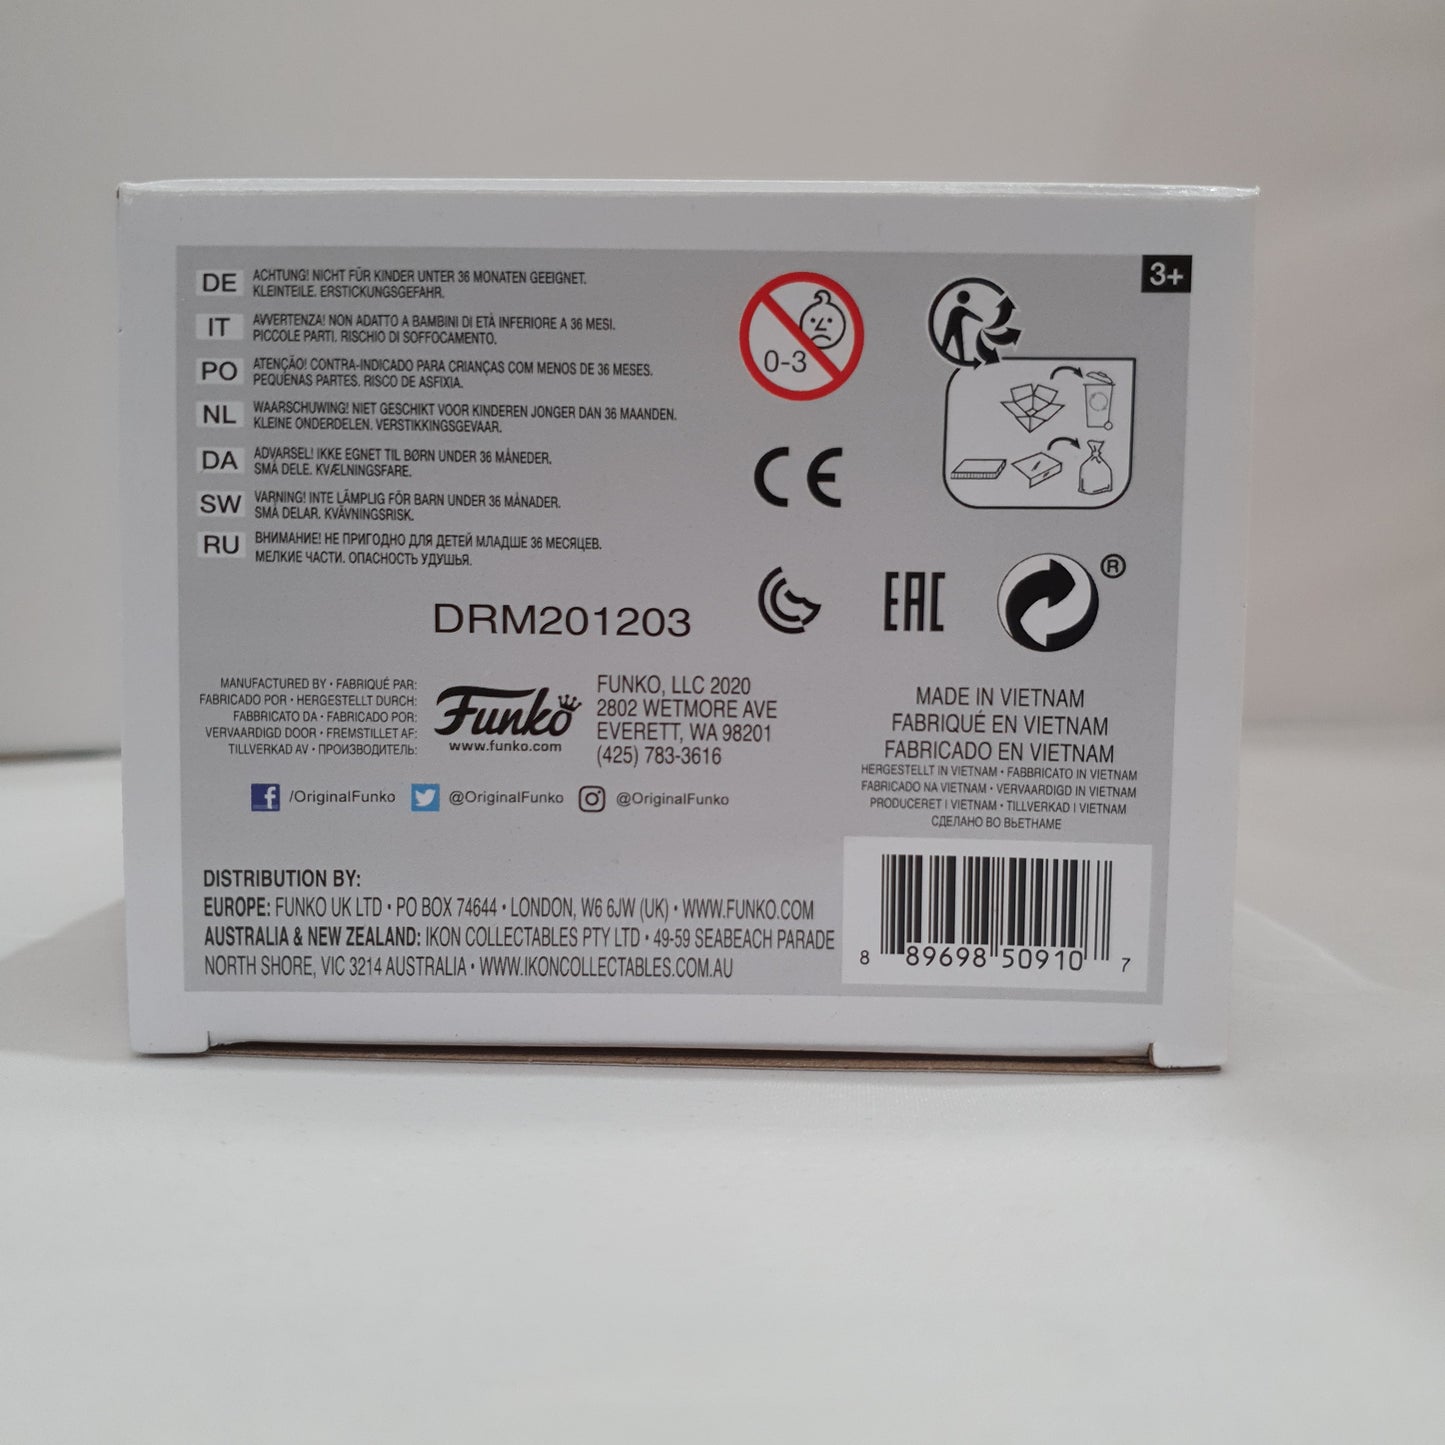 DE ACHTUNG! NICHT FÜR KINDER UNTER 36 MONATEN GEEIGNET.
KLEINTEILE. ERSTICKUNGSGEFAHR.
IT AVVERTENZA! NON ADATTO A BAMBINI DI ETÀ INFERIORE A 36 MESI.
PICCOLE PARTI. RISCHIO DI SOFFOCAMENTO.
PO ATENÇÃO! CONTRA-INDICADO PARA CRIANÇAS COM MENOS DE 36 MESES.
PEQUENAS PARTES. RISCO DE ASFIXIA.
NL WAARSCHUWING! NIET GESCHIKT VOOR KINDEREN JONGER DAN 36 MAANDEN.
KLEINE ONDERDELEN. VERSTIKKINGSGEVAAR.
DA ADVARSEL! IKKE EGNET TIL BØRN UNDER 36 MÅNEDER.
SMÅ DELE. KVÆLNINGSFARE.
SW VARNING! INTE LÄMPLIG FÖR BARN UNDER 36 MÅNADER.
SMÅ DELAR. KVÄVNINGSRISK.
RU ВНИМАНИЕ! НЕ ПРИГОДНО ДЛЯ ДЕТЕЙ МЛАДШЕ 36 МЕСЯЦЕВ.
МЕЛКИЕ ЧАСТИ. ОПАСНОСТЬ УДУШЬЯ.
0-3
3+
CE
EAC
®
DRM201203
MANUFACTURED BY • FABRIQUÉ PAR:
FABRICADO POR • HERGESTELLT DURCH:
FABBRICATO DA • FABRICADO POR:
VERVAARDIGD DOOR • FREMSTILLET AF:
TILLVERKAD AV • ПРОИЗВОДИТЕЛЬ:
Funko
www.funko.com
FUNKO, LLC 2020
2802 WETMORE AVE
EVERETT, WA 98201
(425) 783-3616
MADE IN VIETNAM
FABRIQUÉ EN VIETNAM
FABRICADO EN VIETNAM
HERGESTELLT IN VIETNAM • FABBRICATO IN VIETNAM
FABRICADO NA VIETNAM • VERVAARDIGD IN VIETNAM
PRODUCERET I VIETNAM • TILLVERKAD I VIETNAM
СДЕЛАНО ВО ВЬЕТНАМЕ
f /OriginalFunko @OriginalFunko @OriginalFunko
DISTRIBUTION BY:
EUROPE: FUNKO UK LTD • PO BOX 74644 • LONDON, W6 6JW (UK) • WWW.FUNKO.COM
AUSTRALIA & NEW ZEALAND: IKON COLLECTABLES PTY LTD • 49-59 SEABEACH PARADE
NORTH SHORE, VIC 3214 AUSTRALIA • WWW.IKONCOLLECTABLES.COM.AU
8 89698 50910 7